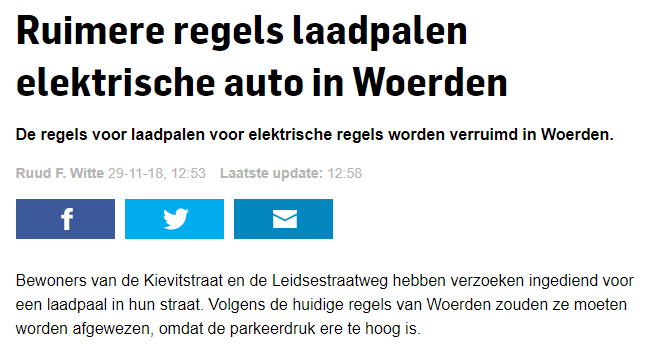 Ruimere regels laadpalen
elektrische auto in Woerden
De regels voor laadpalen voor elektrische regels worden verruimd in Woerden.
Ruud F. Witte 29-11-18, 12:53 Laatste update: 12:58
Bewoners van de Kievitstraat en de Leidsestraatweg hebben verzoeken ingediend voor
een laadpaal in hun straat. Volgens de huidige regels van Woerden zouden ze moeten
worden afgewezen, omdat de parkeerdruk ere te hoog is.